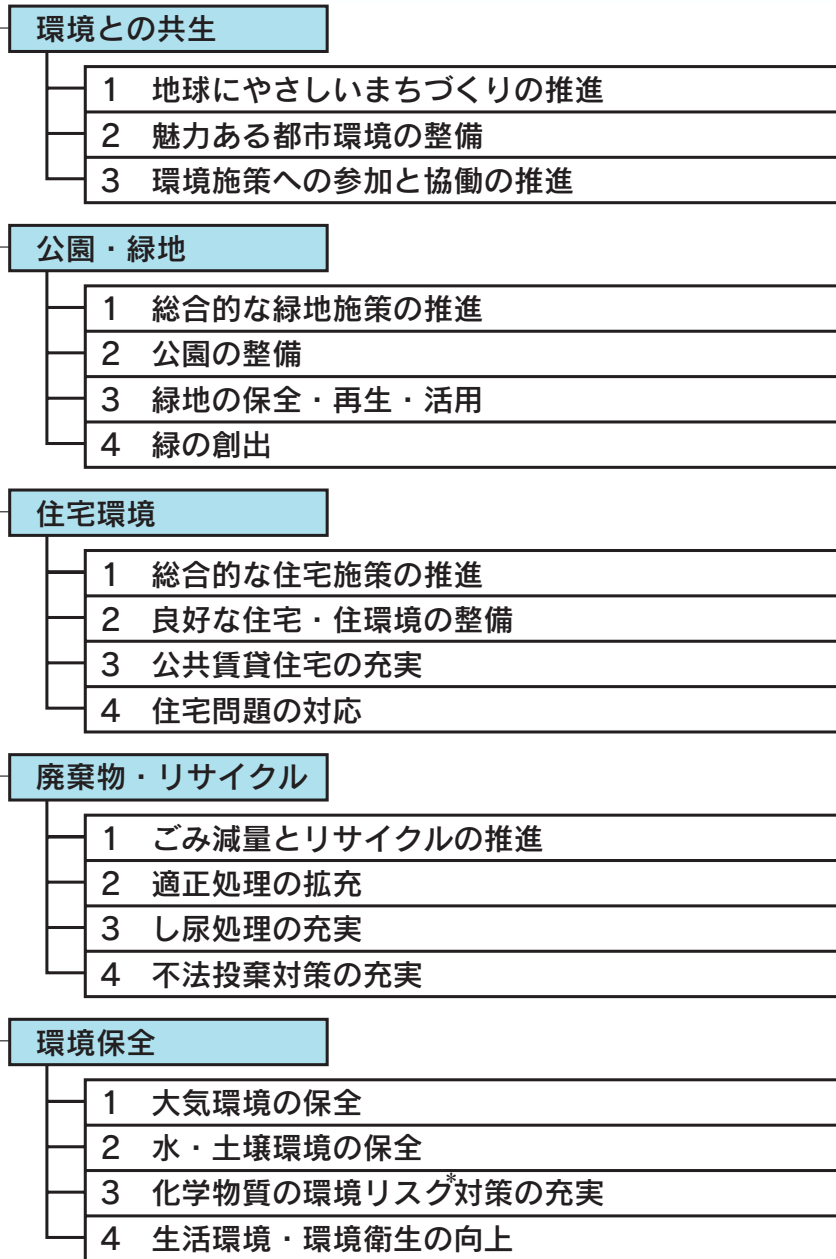 環境との共生
1 地球にやさしいまちづくりの推進
2 魅力ある都市環境の整備
3 環境施策への参加と協働の推進
公園・緑地
1 総合的な緑地施策の推進
2 公園の整備
3 緑地の保全・再生・活用
4 緑の創出
住宅環境
1 総合的な住宅施策の推進
2 良好な住宅・住環境の整備
3 公共賃貸住宅の充実
4 住宅問題の対応
廃棄物・リサイクル
1 ごみ減量とリサイクルの推進
2 適正処理の拡充
3 し尿処理の充実
4 不法投棄対策の充実
環境保全
1 大気環境の保全
2 水・土壌環境の保全
3 化学物質の環境リスク*対策の充実
4 生活環境・環境衛生の向上